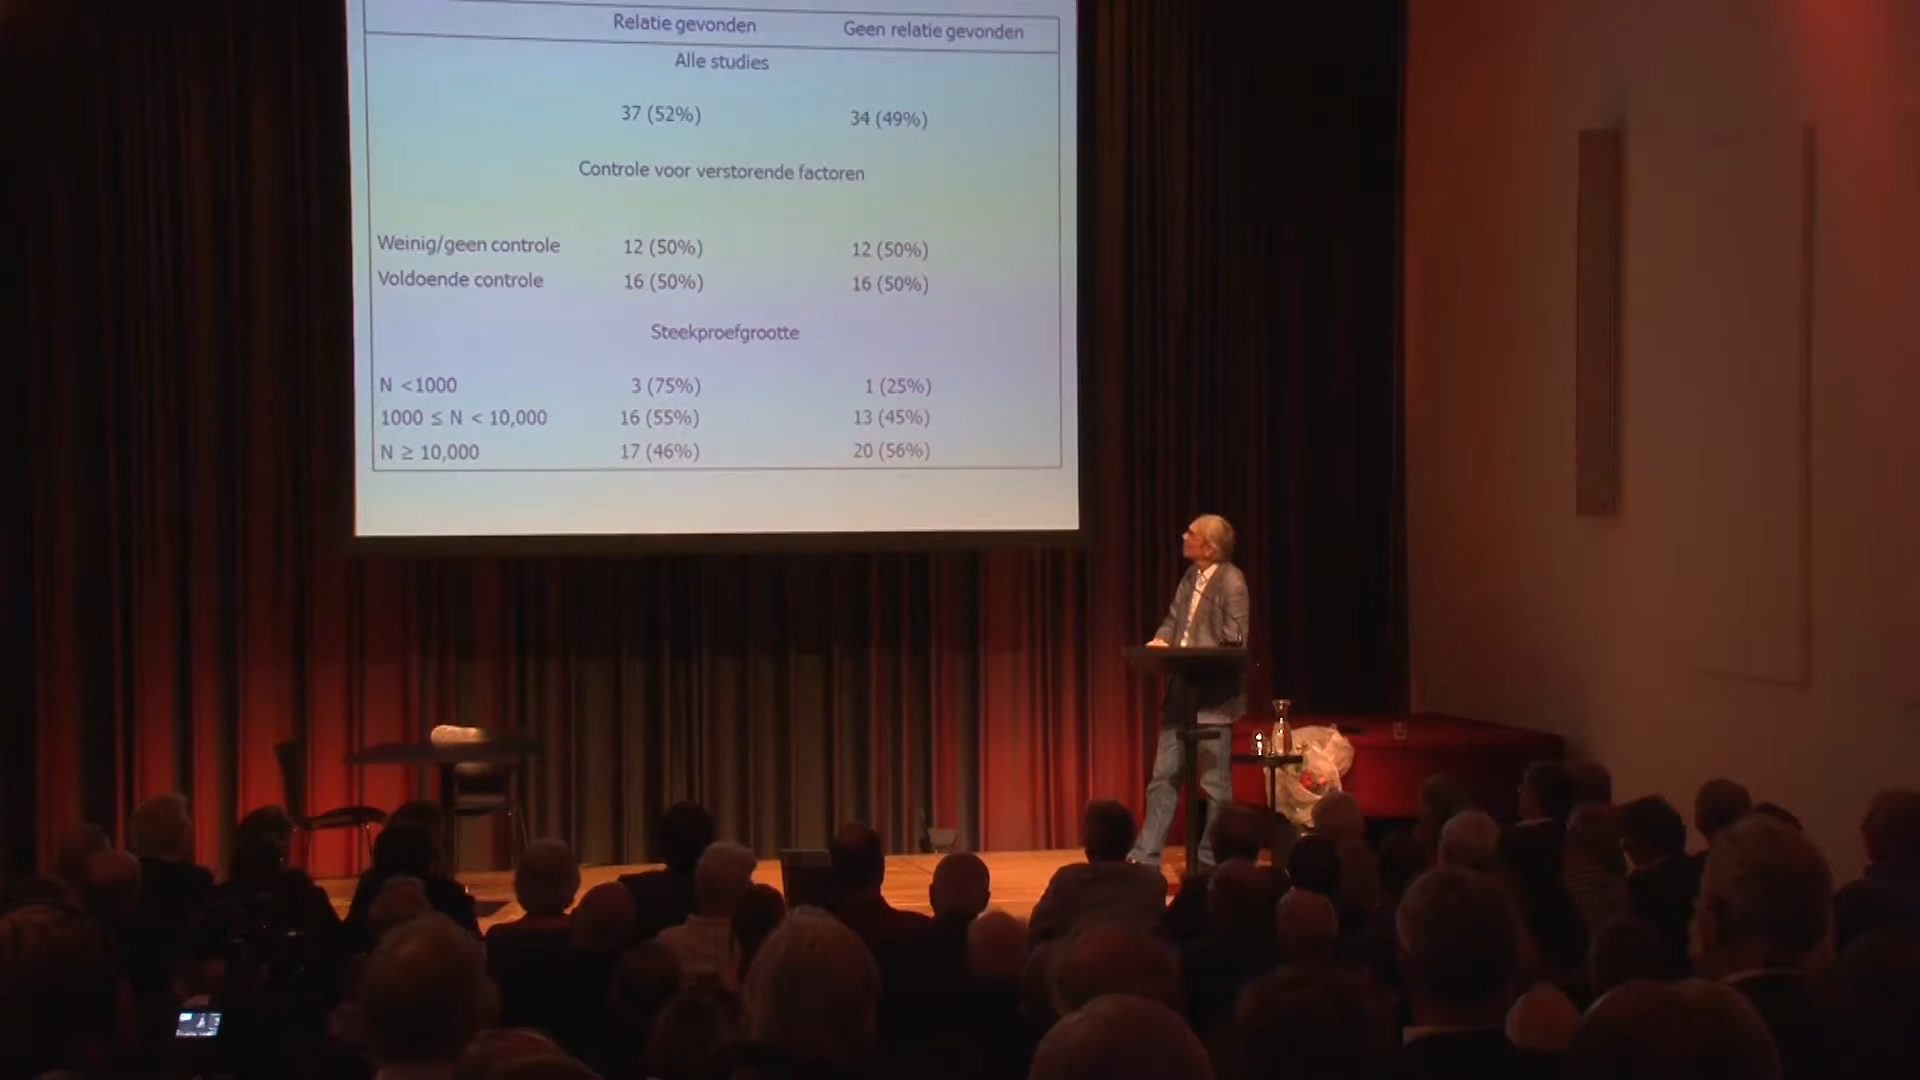 Relatie gevonden Geen relatie gevonden
Alle studies
37 (52%) 34 (49%)
Controle voor verstorende factoren
Weinig/geen controle 12 (50%) 12 (50%)
Voldoende controle 16 (50%) 16 (50%)
Steekproefgrootte
N <1000 3 (75%) 1 (25%)
1000 ≤ N < 10,000 16 (55%) 13 (45%)
N ≥ 10,000 17 (46%) 20 (56%)